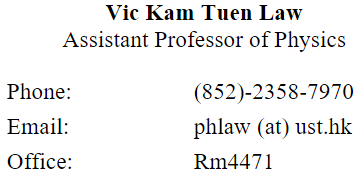 Vic Kam Tuen Law
Assistant Professor of Physics
Phone: (852)-2358-7970
Email: phlaw (at) ust.hk
Office: Rm4471